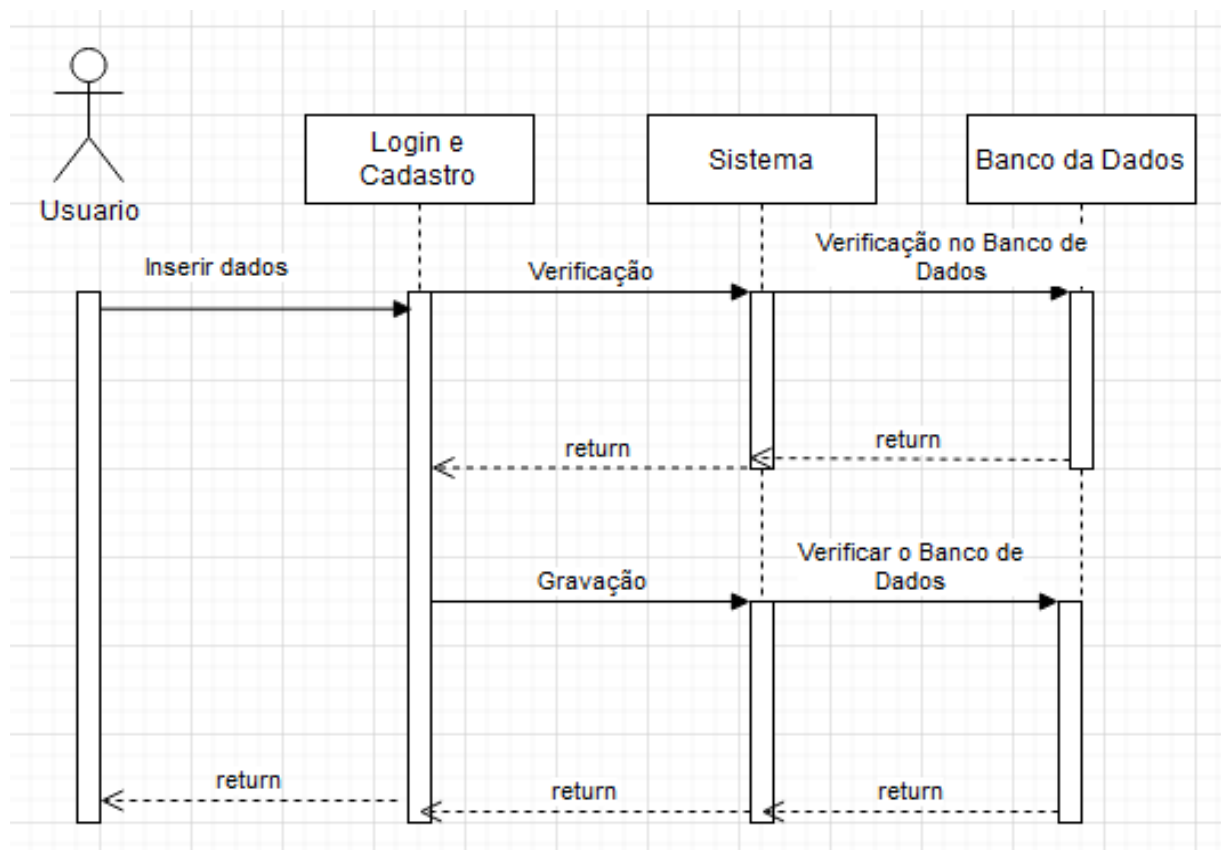 Login e
Cadastro
Sistema
Banco da Dados
Usuario
Inserir dados
Verificação
Verificação no Banco de
Dados
return
return
Gravação
Verificar o Banco de
Dados
return
return
return